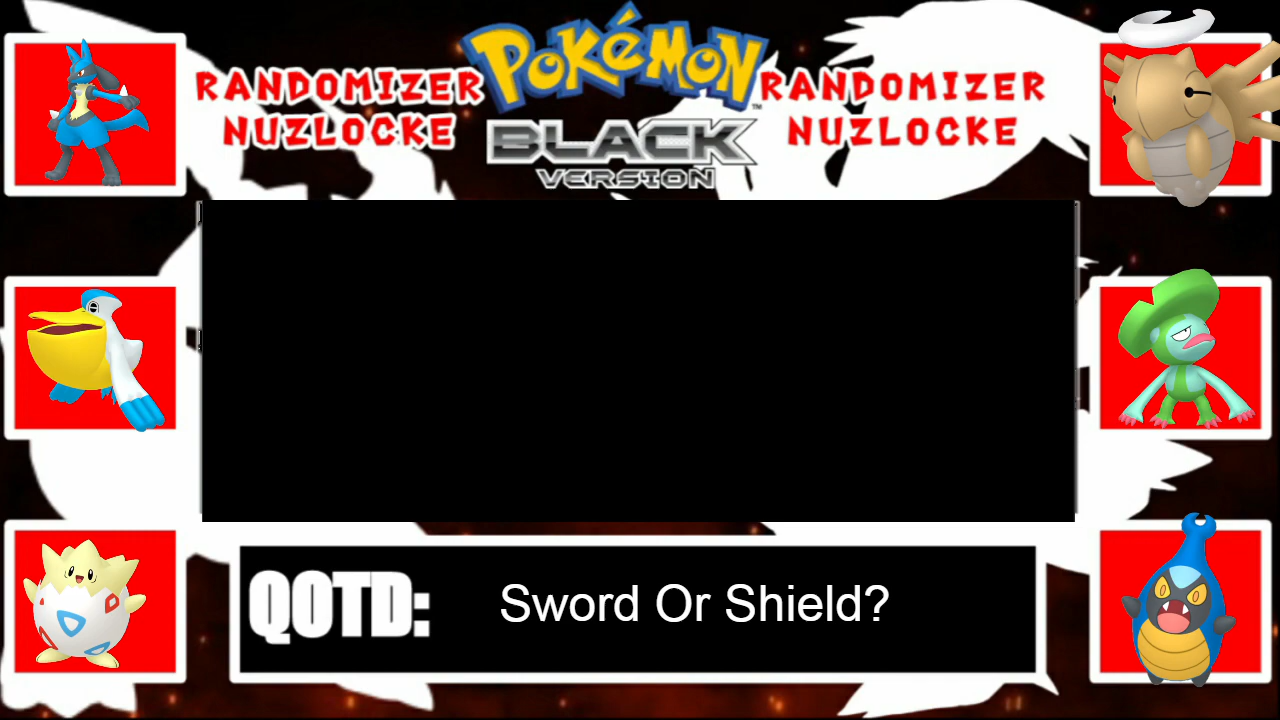 POKéMON
RANDOMIZER
NUZLOCKE
BLACK
VERSION
RANDOMIZER
NUZLOCKE
QOTD: Sword Or Shield?